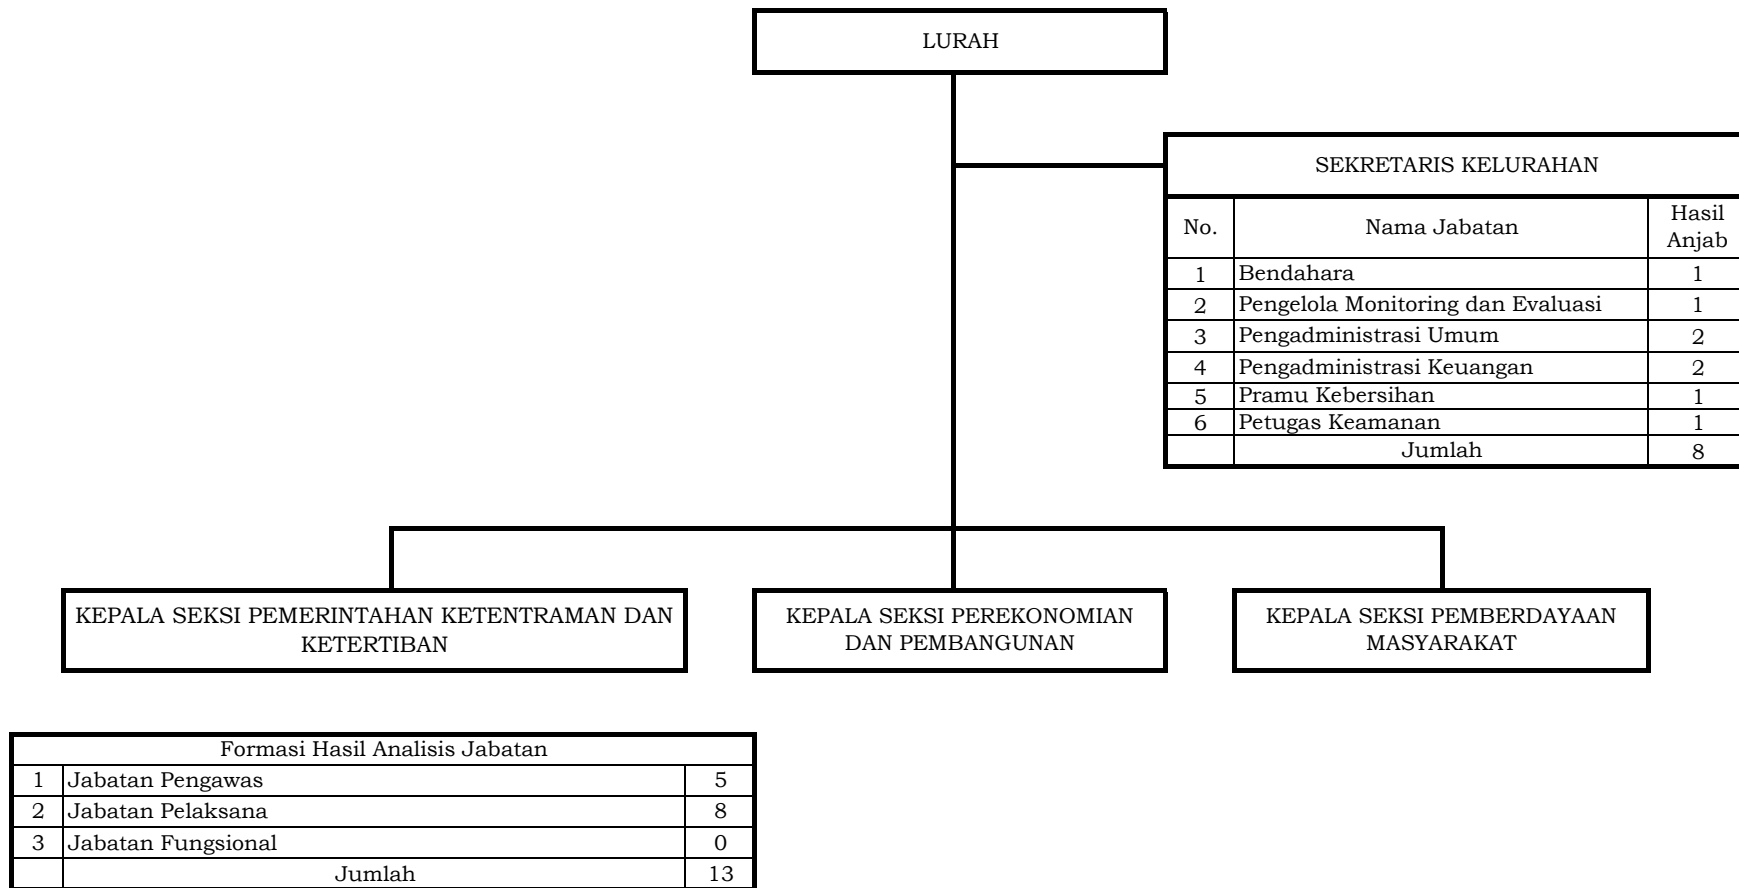 LURAH
SEKRETARIS KELURAHAN
No. Nama Jabatan Hasil Anjab
1 Bendahara 1
2 Pengelola Monitoring dan Evaluasi 1
3 Pengadministrasi Umum 2
4 Pengadministrasi Keuangan 2
5 Pramu Kebersihan 1
6 Petugas Keamanan 1
Jumlah 8
KEPALA SEKSI PEMERINTAHAN KETENTRAMAN DAN
KETERTIBAN
KEPALA SEKSI PEREKONOMIAN
DAN PEMBANGUNAN
KEPALA SEKSI PEMBERDAYAAN
MASYARAKAT
Formasi Hasil Analisis Jabatan
1 Jabatan Pengawas 5
2 Jabatan Pelaksana 8
3 Jabatan Fungsional 0
Jumlah 13